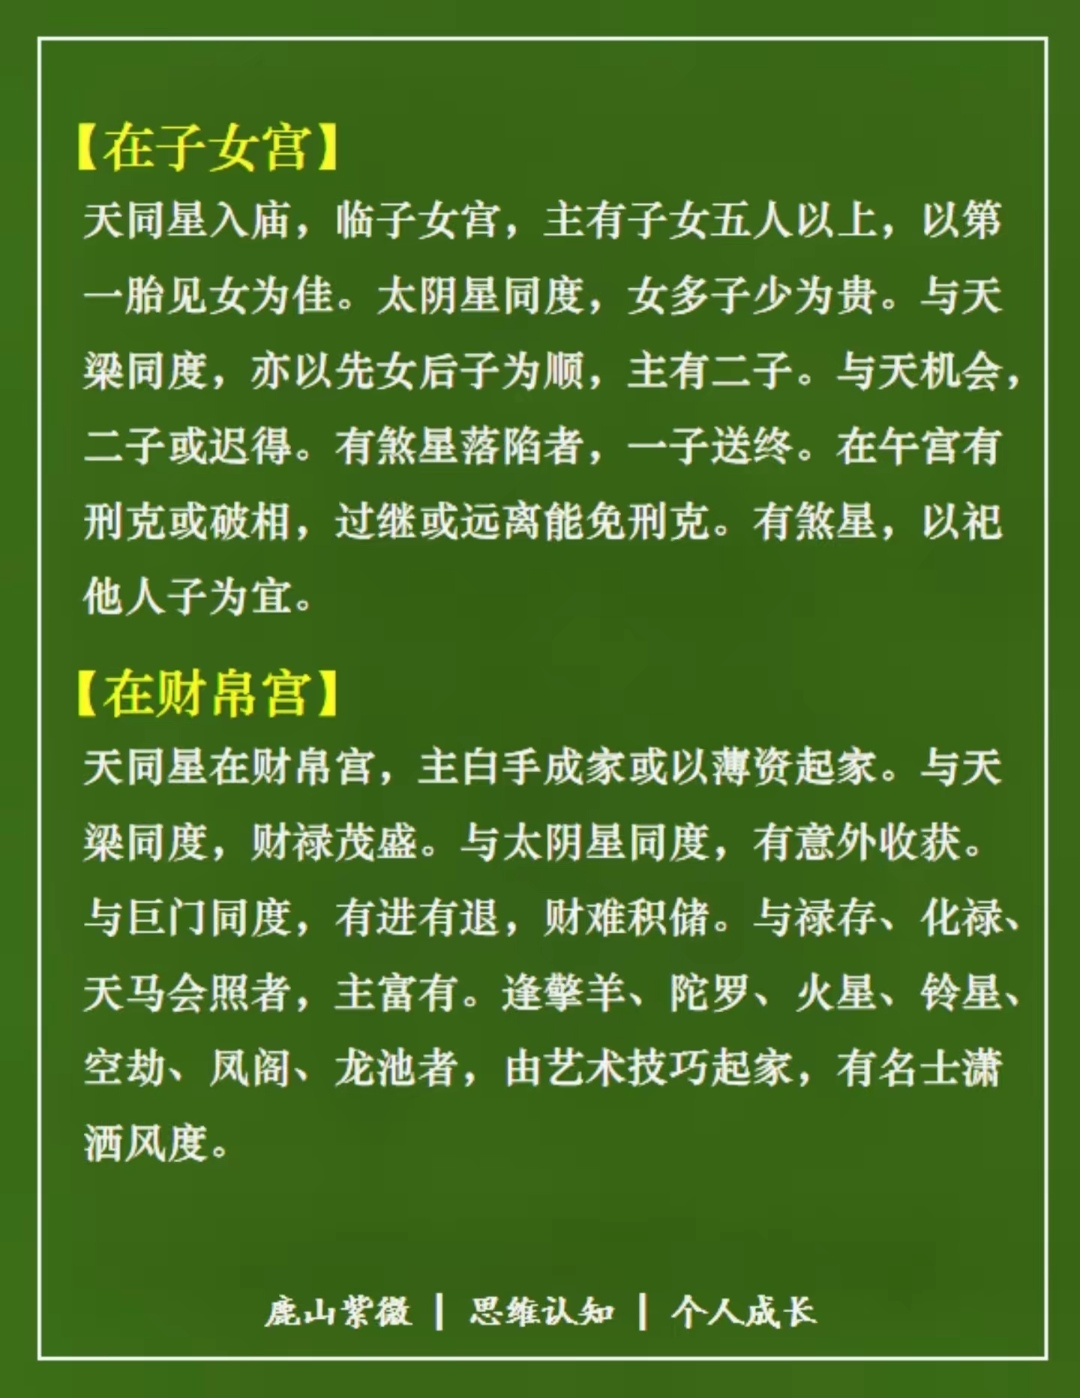 【在子女宫】
天同星入庙，临子女宫，主有子女五人以上，以第
一胎见女为佳。太阴星同度，女多子少为贵。与天
梁同度，亦以先女后子为顺，主有二子。与天机会，
二子或迟得。有煞星落陷者，一子送终。在午宫有
刑克或破相，过继或远离能免刑克。有煞星，以祀
他人子为宜。
【在财帛宫】
天同星在财帛宫，主白手成家或以薄资起家。与天
梁同度，财禄茂盛。与太阴星同度，有意外收获。
与巨门同度，有进有退，财难积储。与禄存、化禄、
天马会照者，主富有。逢擎羊、陀罗、火星、铃星、
空劫、凤阁、龙池者，由艺术技巧起家，有名士潇
洒风度。
鹿山紫微 | 思维认知 | 个人成长